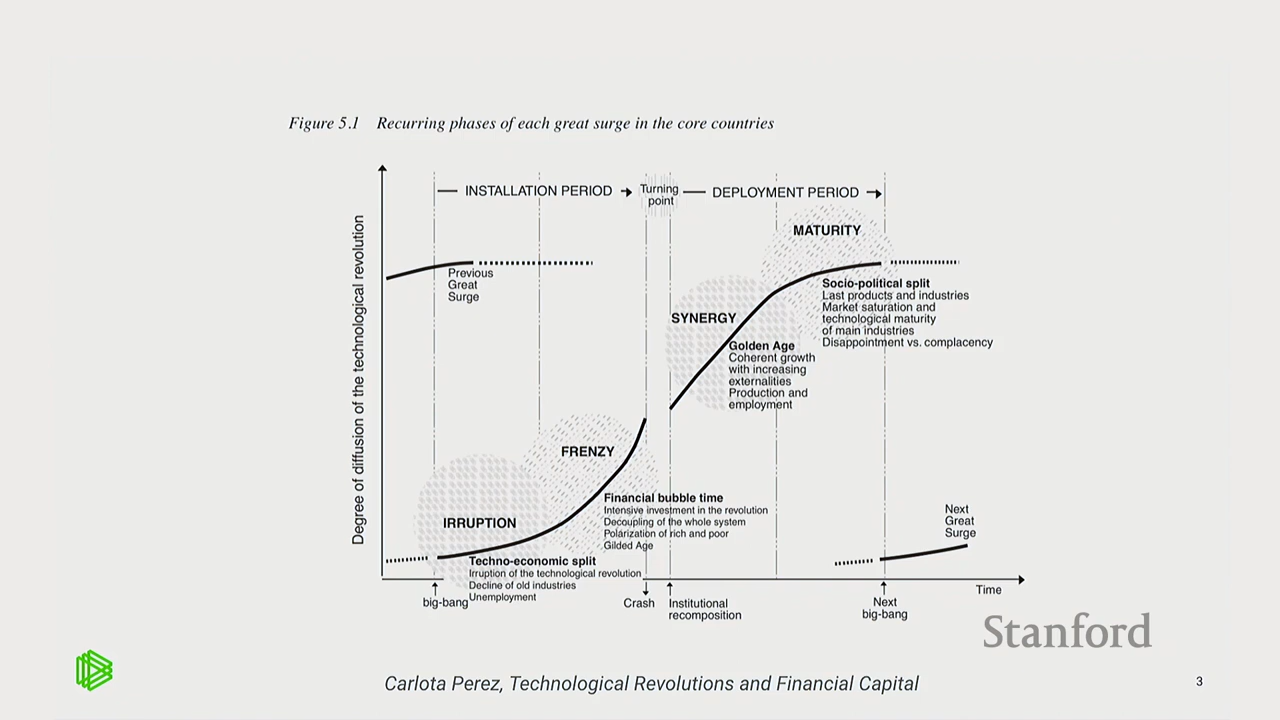 Figure 5.1 Recurring phases of each great surge in the core countries
INSTALLATION PERIOD
Turning
point
DEPLOYMENT PERIOD
Degree of diffusion of the technological revolution
Previous
Great
Surge
MATURITY
Socio-political split
Last products and industries
Market saturation and
technological maturity
of main industries
Disappointment vs. complacency
SYNERGY
Golden Age
Coherent growth
with increasing
externalities
Production and
employment
FRENZY
Financial bubble time
Intensive investment in the revolution
Decoupling of the whole system
Polarization of rich and poor
Gilded Age
IRRUPTION
Techno-economic split
Irruption of the technological revolution
Decline of old industries
Unemployment
Next
Great
Surge
big-bang
Crash
Institutional
recomposition
Next
big-bang
Time
Stanford
Carlota Perez, Technological Revolutions and Financial Capital
3